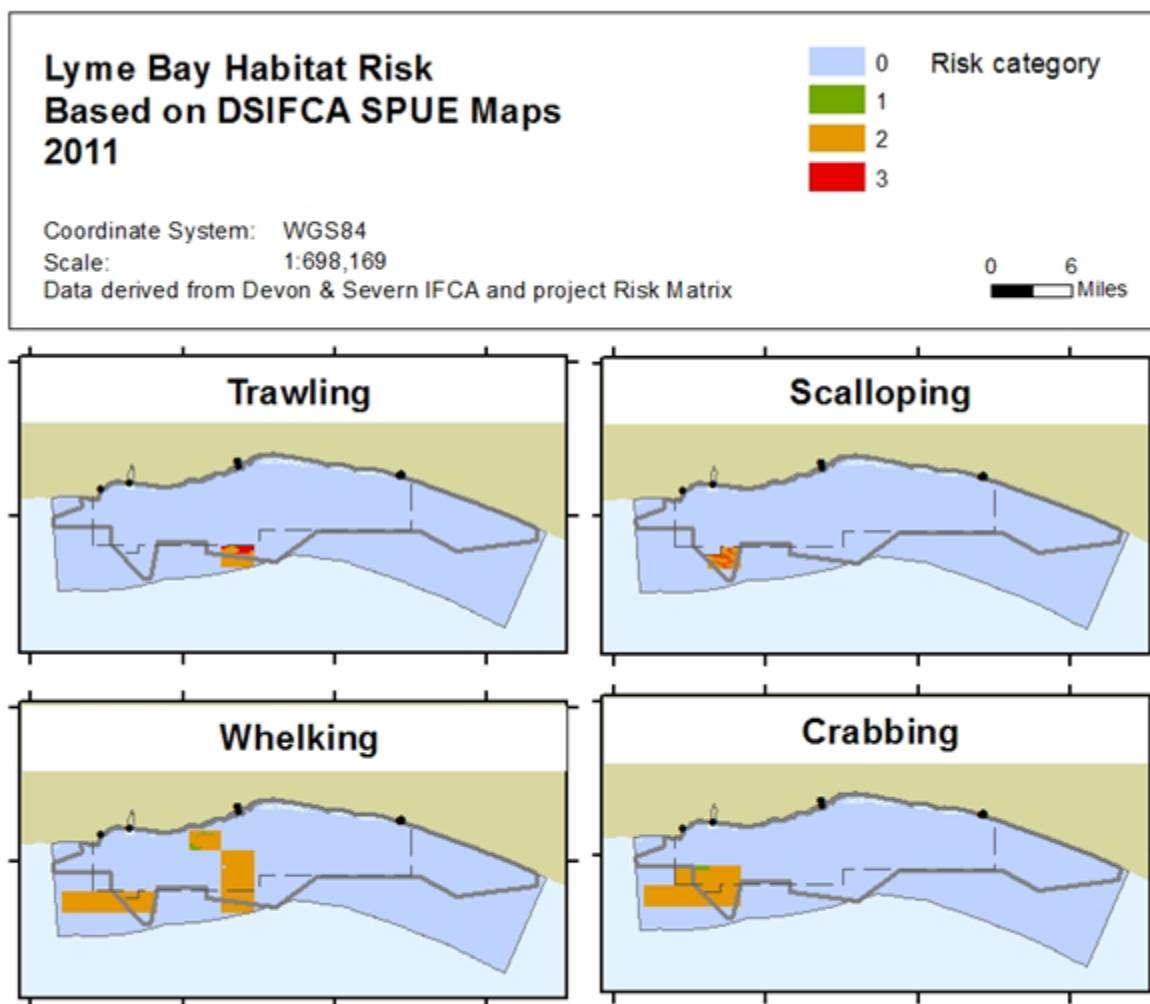 Lyme Bay Habitat Risk
Based on DSIFCA SPUE Maps
2011
Coordinate System: WGS84
Scale: 1:698,169
Data derived from Devon & Severn IFCA and project Risk Matrix
0 Risk category
1
2
3
0 6
Miles
Trawling
Scalloping
Whelking
Crabbing